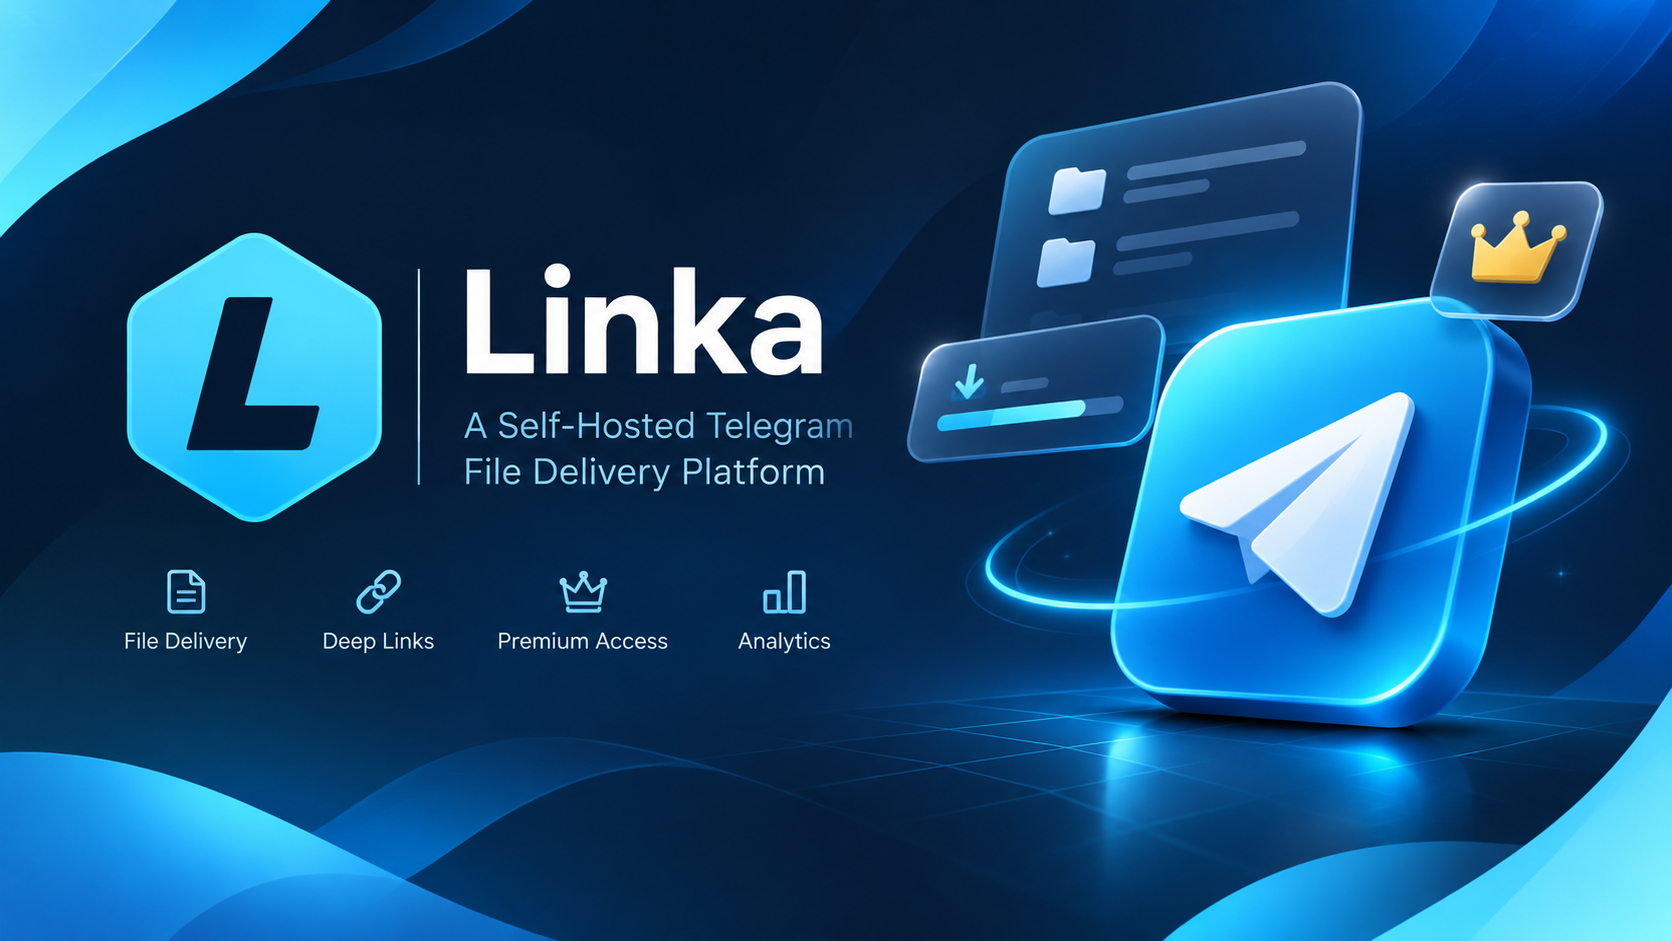 L
Linka
A Self-Hosted Telegram
File Delivery Platform
File Delivery
Deep Links
Premium Access
Analytics